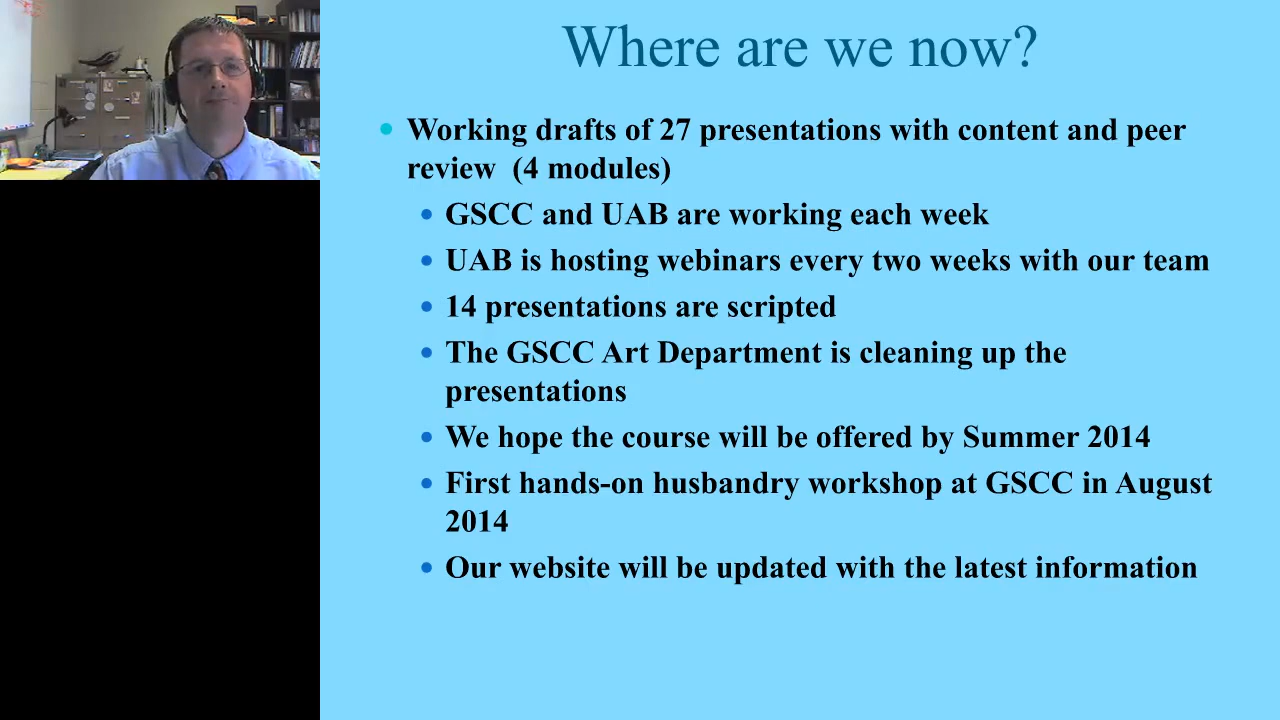 Where are we now?
Working drafts of 27 presentations with content and peer
review (4 modules)
GSCC and UAB are working each week
UAB is hosting webinars every two weeks with our team
14 presentations are scripted
The GSCC Art Department is cleaning up the
presentations
We hope the course will be offered by Summer 2014
First hands-on husbandry workshop at GSCC in August
2014
Our website will be updated with the latest information